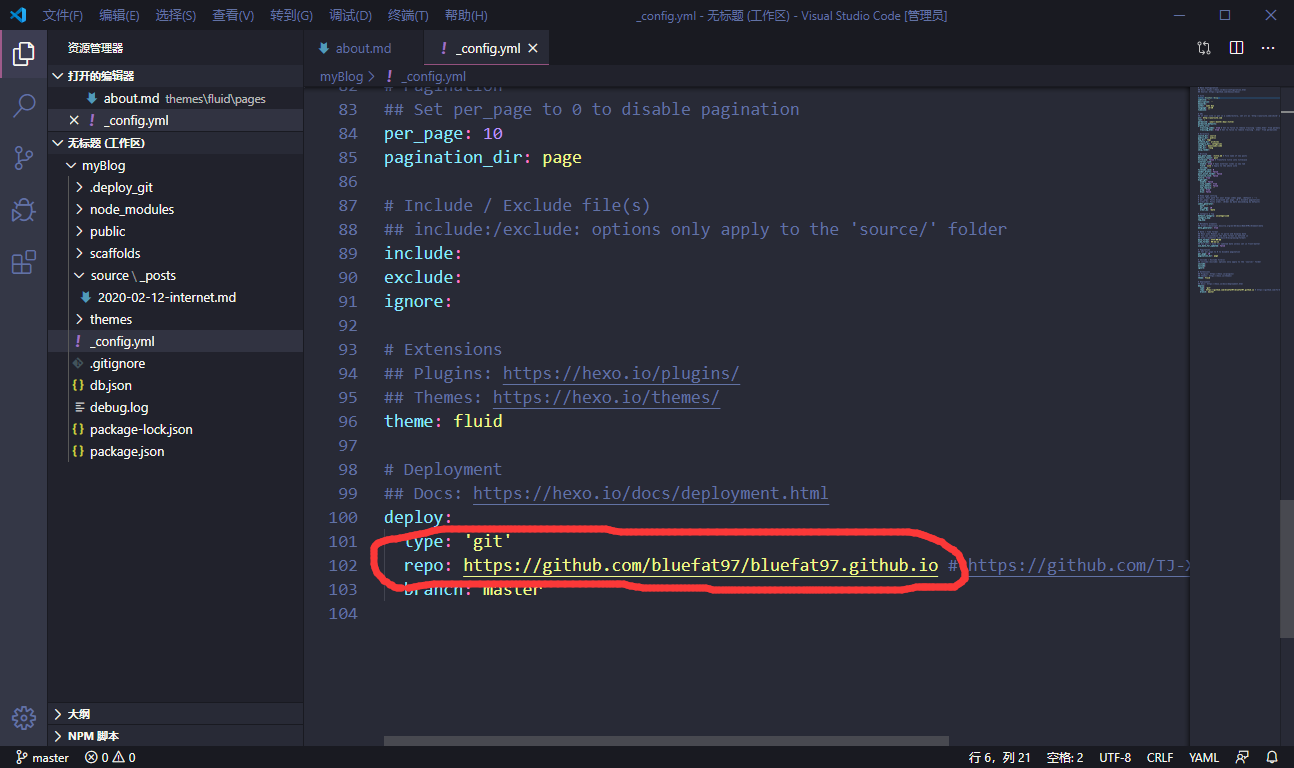 文件(F) 编辑(E) 选择(S) 查看(V) 转到(G) 调试(D) 终端(T) 帮助(H) _config.yml - 无标题 (工作区) - Visual Studio Code [管理员]
资源管理器
打开的编辑器
about.md themes\fluid\pages
_config.yml
无标题 (工作区)
myBlog
.deploy_git
node_modules
public
scaffolds
source \ _posts
2020-02-12-internet.md
themes
_config.yml
.gitignore
db.json
debug.log
package-lock.json
package.json
大纲
NPM 脚本
about.md ! _config.yml
myBlog > ! _config.yml
82 # Pagination
83 ## Set per_page to 0 to disable pagination
84 per_page: 10
85 pagination_dir: page
86
87 # Include / Exclude file(s)
88 ## include:/exclude: options only apply to the 'source/' folder
89 include:
90 exclude:
91 ignore:
92
93 # Extensions
94 ## Plugins: https://hexo.io/plugins/
95 ## Themes: https://hexo.io/themes/
96 theme: fluid
97
98 # Deployment
99 ## Docs: https://hexo.io/docs/deployment.html
100 deploy:
101 type: 'git'
102 repo: https://github.com/bluefat97/bluefat97.github.io # https://github.com/TJ-X
103 branch: master
104
master 0 0 行 6，列 21 空格: 2 UTF-8 CRLF YAML